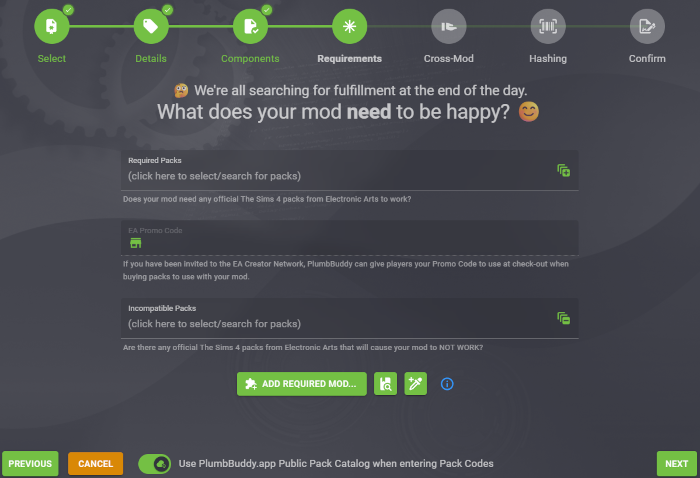 Select
Details
Components
Requirements
Cross-Mod
Hashing
Confirm
We're all searching for fulfillment at the end of the day.
What does your mod need to be happy?
Required Packs
(click here to select/search for packs)
Does your mod need any official The Sims 4 packs from Electronic Arts to work?
EA Promo Code
If you have been invited to the EA Creator Network, PlumbBuddy can give players your Promo Code to use at check-out when
buying packs to use with your mod.
Incompatible Packs
(click here to select/search for packs)
Are there any official The Sims 4 packs from Electronic Arts that will cause your mod to NOT WORK?
ADD REQUIRED MOD...
PREVIOUS
CANCEL
Use PlumbBuddy.app Public Pack Catalog when entering Pack Codes
NEXT